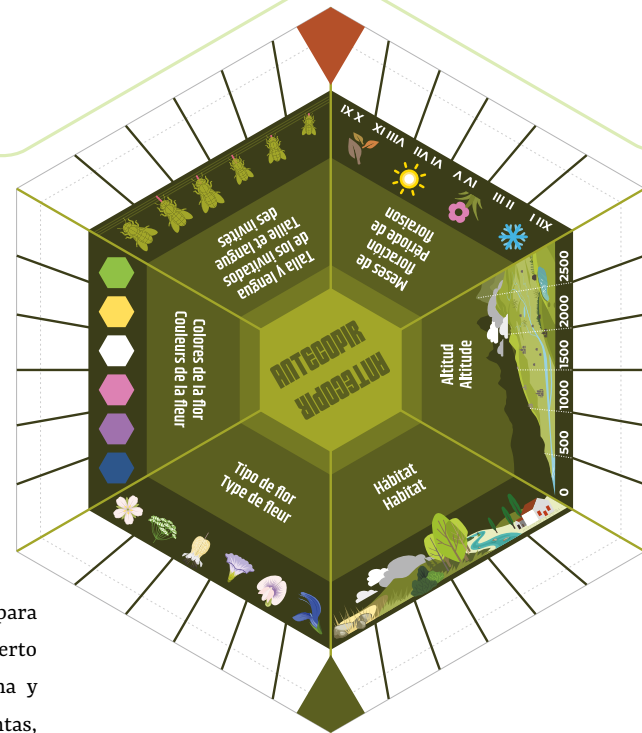 XI X
VIII IX
VI VII
IV V
II III
XII I
Talla y lengua
de los invitados
Taille et langue
des invités
Meses de
floración
période de
floraison
2500
2000
1500
1000
500
0
Altitud
Altitude
Colores de la flor
Couleurs de la fleur
ANTECOPIR
ANTECOPIR
Tipo de flor
Type de fleur
Hábitat
Habitat
para
erto
na y
ntas,